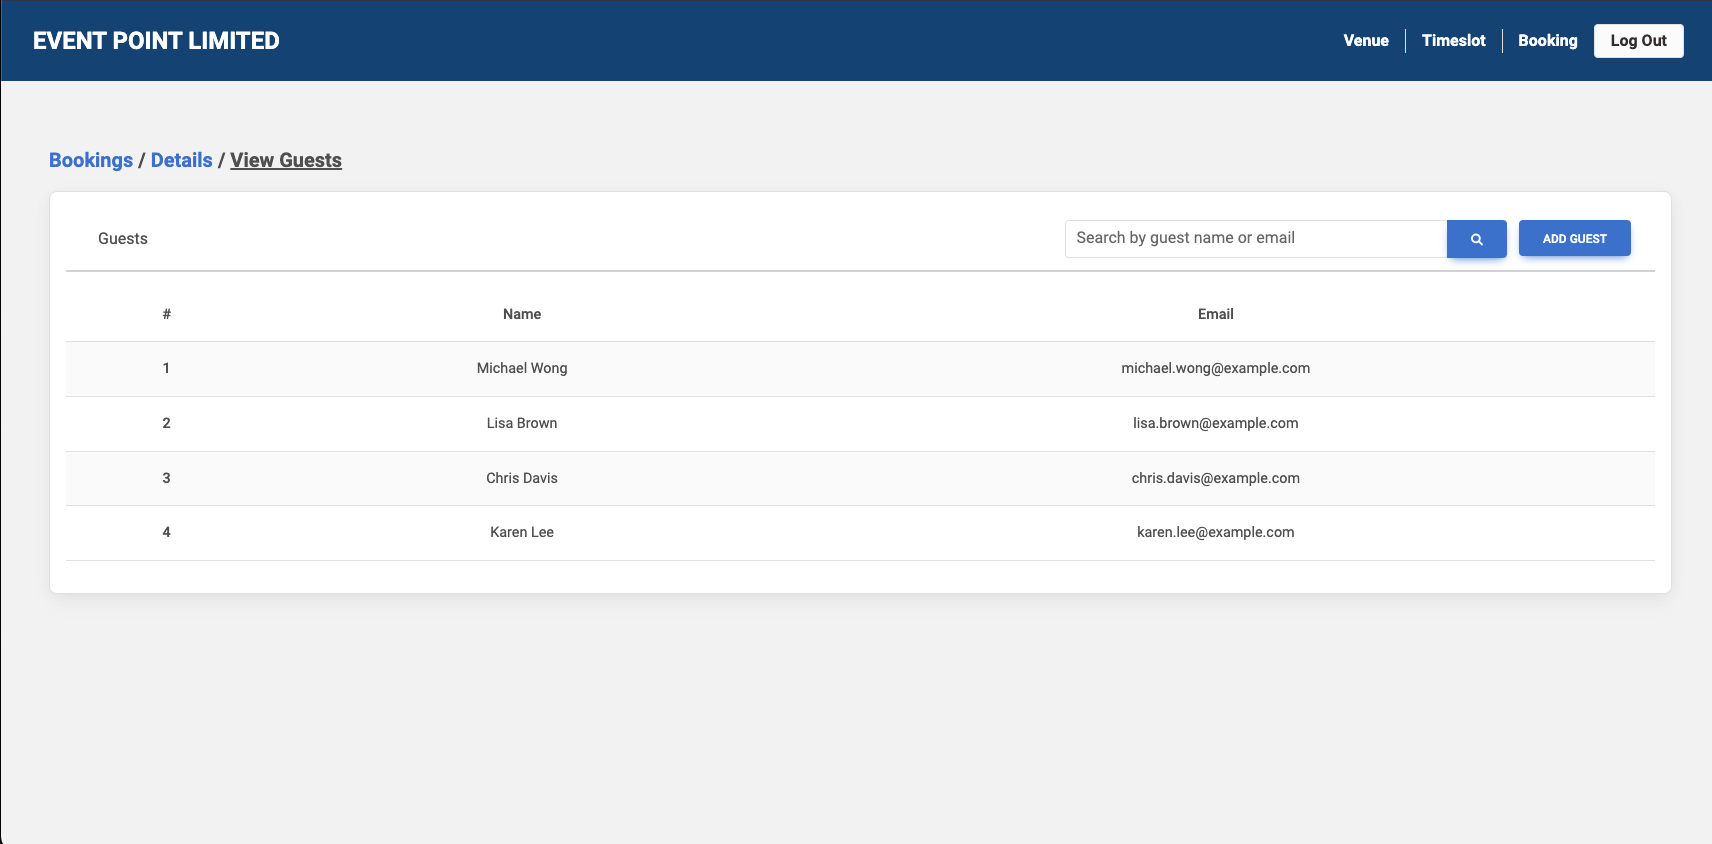 EVENT POINT LIMITED
Venue Timeslot Booking Log Out
Bookings / Details / View Guests
Guests Search by guest name or email ADD GUEST
# Name Email
1 Michael Wong michael.wong@example.com
2 Lisa Brown lisa.brown@example.com
3 Chris Davis chris.davis@example.com
4 Karen Lee karen.lee@example.com